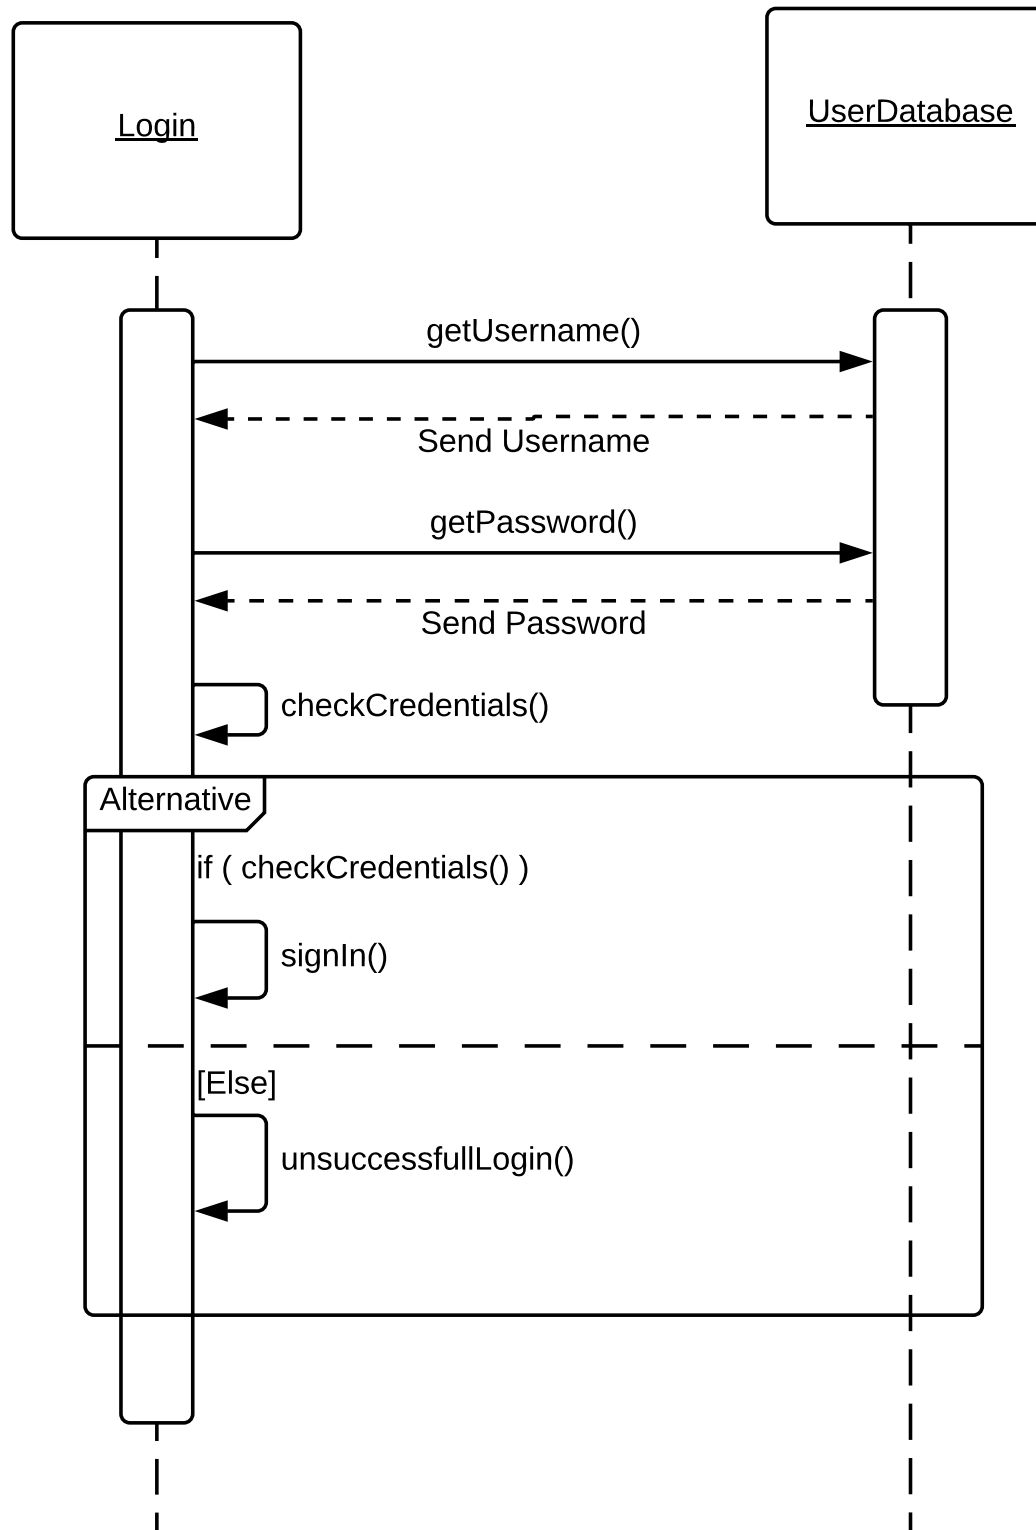 Login
UserDatabase
getUsername()
Send Username
getPassword()
Send Password
checkCredentials()
Alternative
if ( checkCredentials() )
signIn()
[Else]
unsuccessfullLogin()